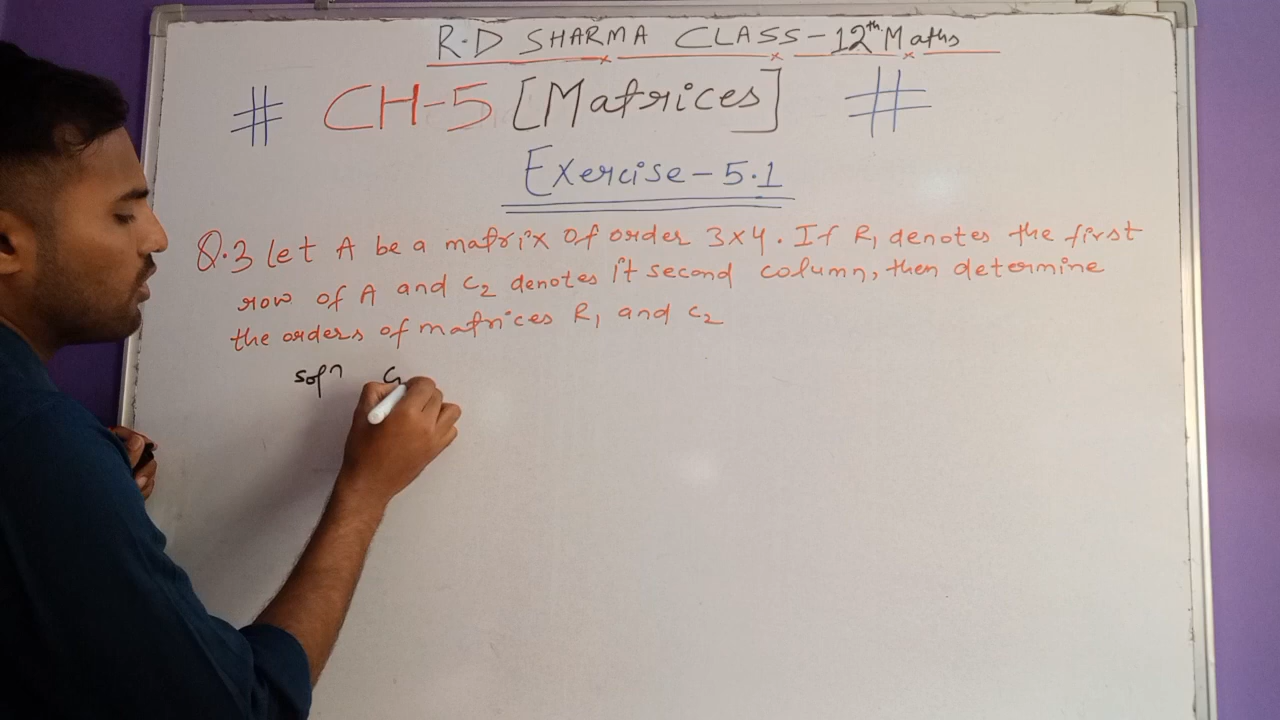 R.D SHARMA CLASS-12th Maths
# CH-5 [Matrices] #
Exercise-5.1
Q.3 let A be a matrix of order 3x4. If R1 denotes the first
row of A and C2 denotes it second column, then determine
the orders of matrices R1 and C2
soln G